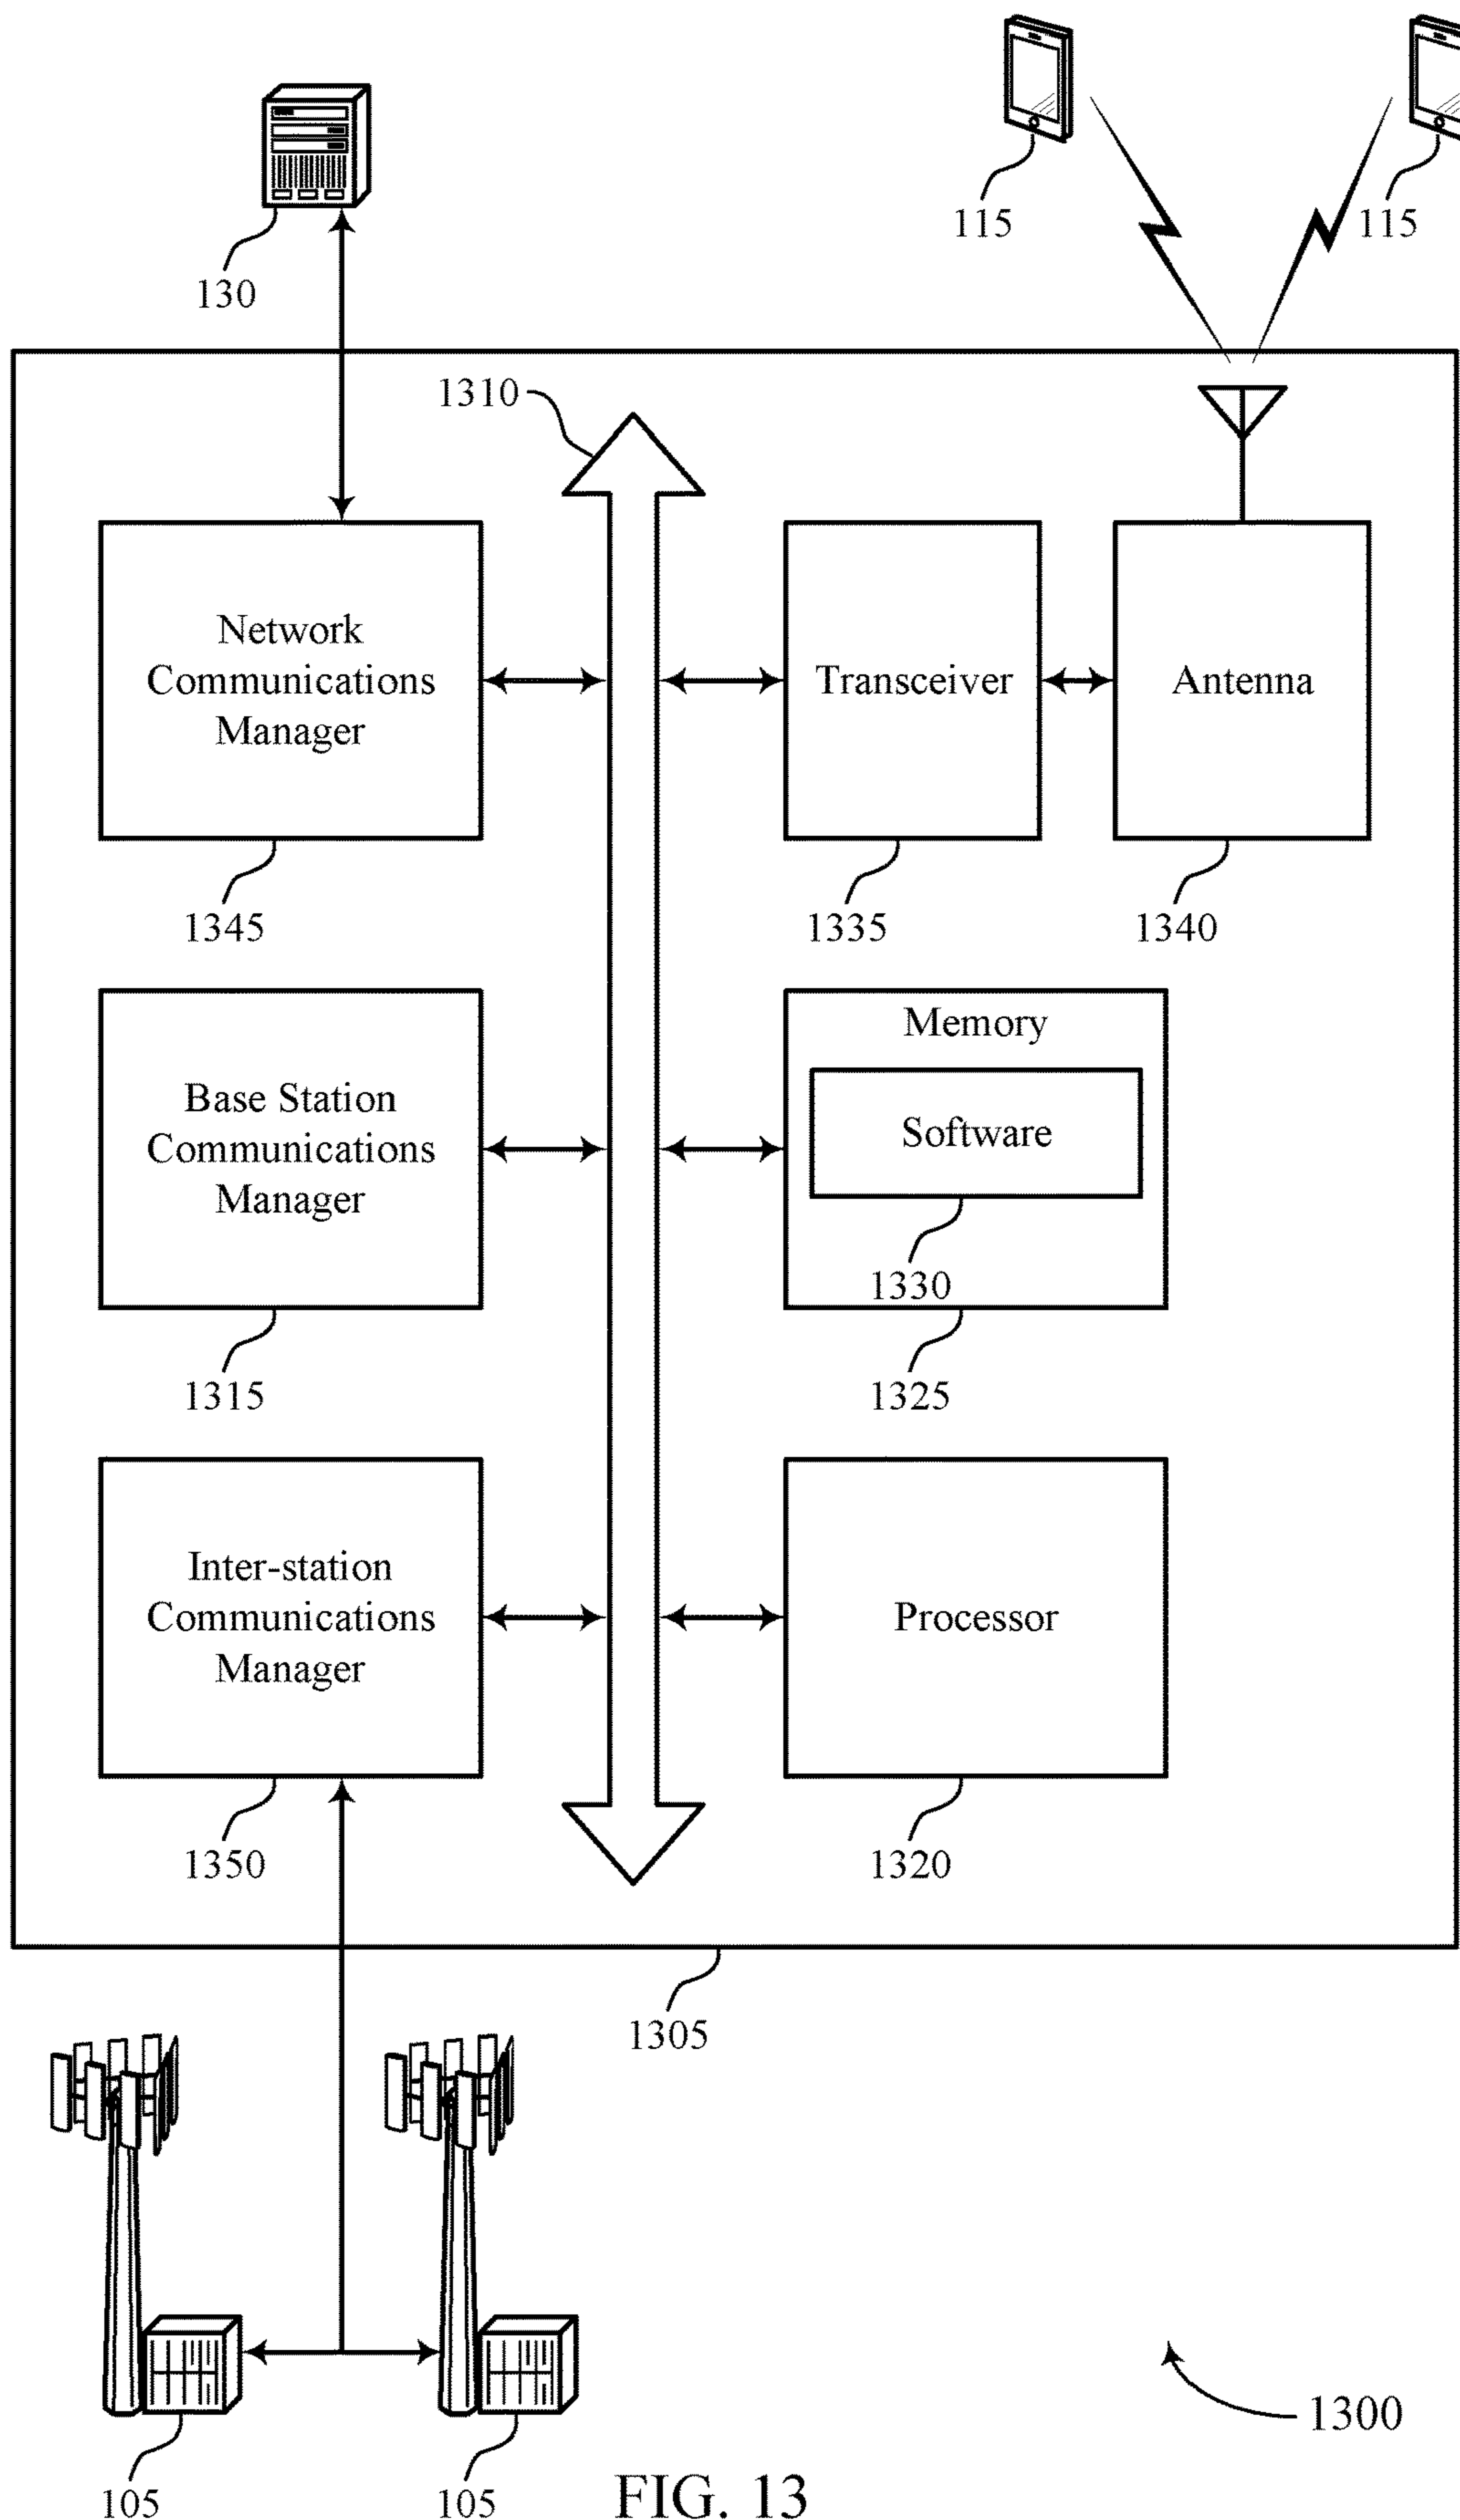 115
115
130
1310
Network
Communications
Manager
Transceiver
Antenna
1345
1335
1340
Base Station
Communications
Manager
Memory
Software
1330
1315
1325
Inter-station
Communications
Manager
Processor
1350
1320
1305
1300
105
105
FIG. 13